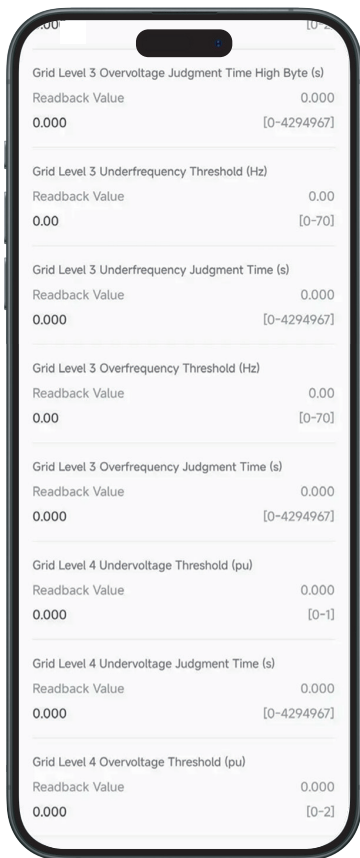 Grid Level 3 Overvoltage Judgment Time High Byte (s)
Readback Value 0.000
0.000 [0-4294967]
Grid Level 3 Underfrequency Threshold (Hz)
Readback Value 0.00
0.00 [0-70]
Grid Level 3 Underfrequency Judgment Time (s)
Readback Value 0.000
0.000 [0-4294967]
Grid Level 3 Overfrequency Threshold (Hz)
Readback Value 0.00
0.00 [0-70]
Grid Level 3 Overfrequency Judgment Time (s)
Readback Value 0.000
0.000 [0-4294967]
Grid Level 4 Undervoltage Threshold (pu)
Readback Value 0.000
0.000 [0-1]
Grid Level 4 Undervoltage Judgment Time (s)
Readback Value 0.000
0.000 [0-4294967]
Grid Level 4 Overvoltage Threshold (pu)
Readback Value 0.000
0.000 [0-2]